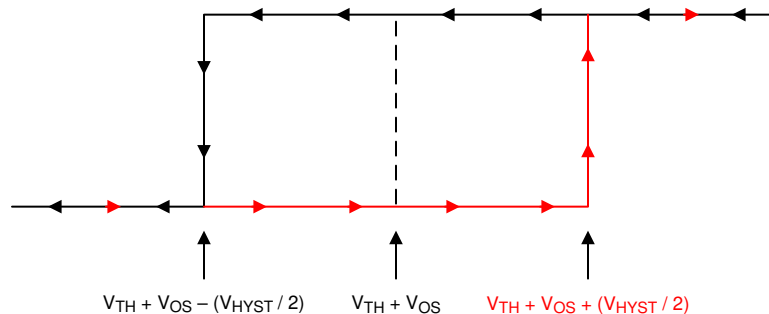 VTH + VOS – (VHYST / 2)
VTH + VOS
VTH + VOS + (VHYST / 2)